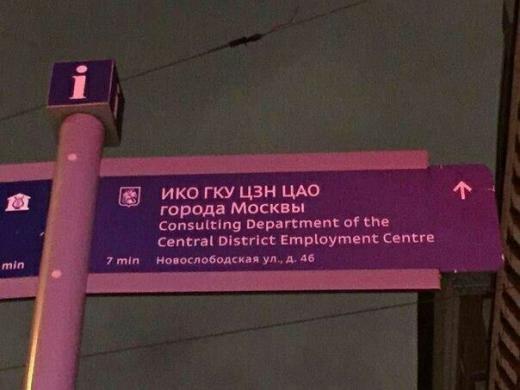 i
ИКО ГКУ ЦЗН ЦАО
города Москвы
Consulting Department of the
Central District Employment Centre
min
7 min Новослободская ул., д. 46